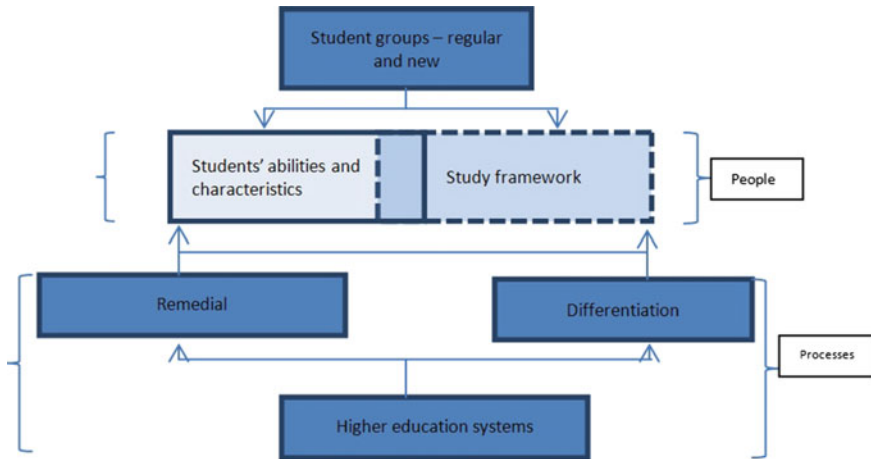 Student groups – regular
and new
Students' abilities and
characteristics
Study framework
People
Remedial
Differentiation
Processes
Higher education systems